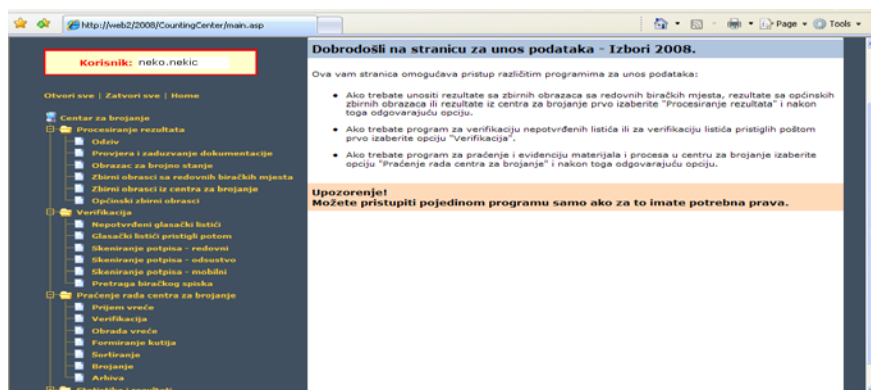 http://web2/2008/CountingCenter/main.asp
Page
Tools
Korisnik: neko.nekic
Otvori sve | Zatvori sve | Home
Centar za brojanje
Procesiranje rezultata
Odziv
Provjera i zaduzvanje dokumentacije
Obrazac za brojno stanje
Zbirni obrasci sa redovnih biračkih mjesta
Zbirni obrasci iz centra za brojanje
Općinski zbirni obrasci
Verifikacija
Nepotvrđeni glasački listići
Glasački listići pristigli potom
Skeniranje potpisa - redovni
Skeniranje potpisa - odsustvo
Skeniranje potpisa - mobilni
Pretraga biračkog spiska
Praćenje rada centra za brojanje
Prijem vreće
Verifikacija
Obrada vreće
Formiranje kutija
Sortiranje
Brojanje
Arhiva
Statistika i rezultati
Dobrodošli na stranicu za unos podataka - Izbori 2008.
Ova vam stranica omogućava pristup različitim programima za unos podataka:
Ako trebate unositi rezultate sa zbirnih obrazaca sa redovnih biračkih mjesta, rezultate sa općinskih
zbirnih obrazaca ili rezultate iz centra za brojanje prvo izaberite "Procesiranje rezultata" i nakon
toga odgovarajuću opciju.
Ako trebate program za verifikaciju nepotvrđenih listića ili za verifikaciju listića pristiglih poštom
prvo izaberite opciju "Verifikacija".
Ako trebate program za praćenje i evidenciju materijala i procesa u centru za brojanje izaberite
opciju "Praćenje rada centra za brojanje" i nakon toga odgovarajuću opciju.
Upozorenje!
Možete pristupiti pojedinom programu samo ako za to imate potrebna prava.